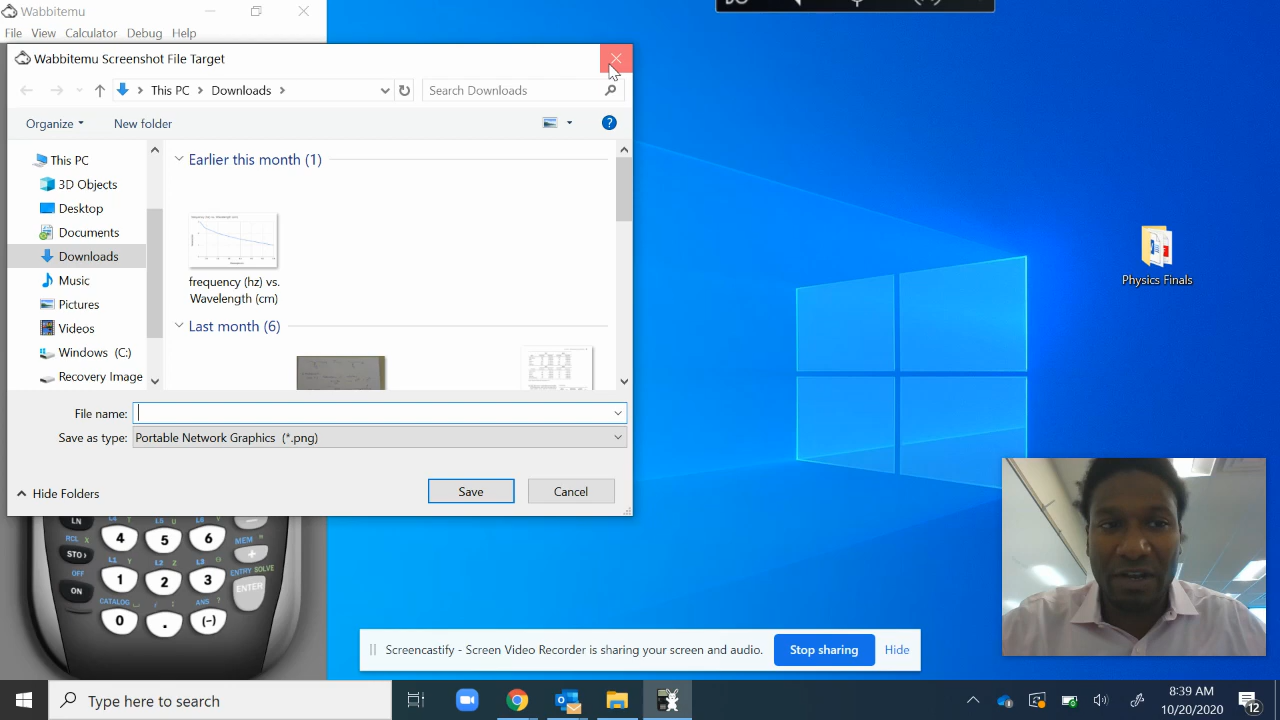 Wabbitemu
File View Calculator Debug Help
Wabbitemu Screenshot File Target
This PC > Downloads >
Search Downloads
Organize
New folder
This PC
3D Objects
Desktop
Documents
Downloads
Music
Pictures
Videos
Windows (C:)
Recovery Image
Earlier this month (1)
frequency (hz) vs.
Wavelength (cm)
Last month (6)
File name:
Save as type: Portable Network Graphics (*.png)
Hide Folders
Save
Cancel
Physics Finals
LN
4
5
6
RCL X
MEM "
STO
L1 Y
L2 Z
L3
ENTRY SOLVE
OFF
1
2
3
ON
ENTER
CATALOG
ANS ?
0
.
(-)
+
Screencastify - Screen Video Recorder is sharing your screen and audio.
Stop sharing
Hide
Type here to search
8:39 AM
10/20/2020
12